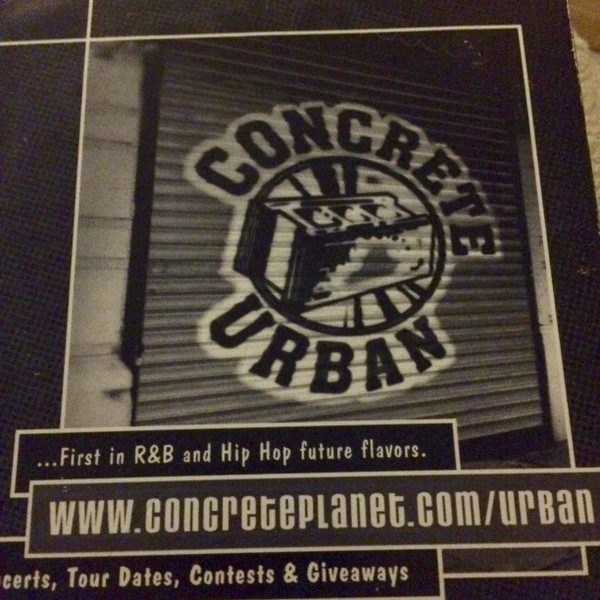 CONCRETE
URBAN
...First in R&B and Hip Hop future flavors.
www.concreteplanet.com/urban
Tour Dates, Contests & Giveaways